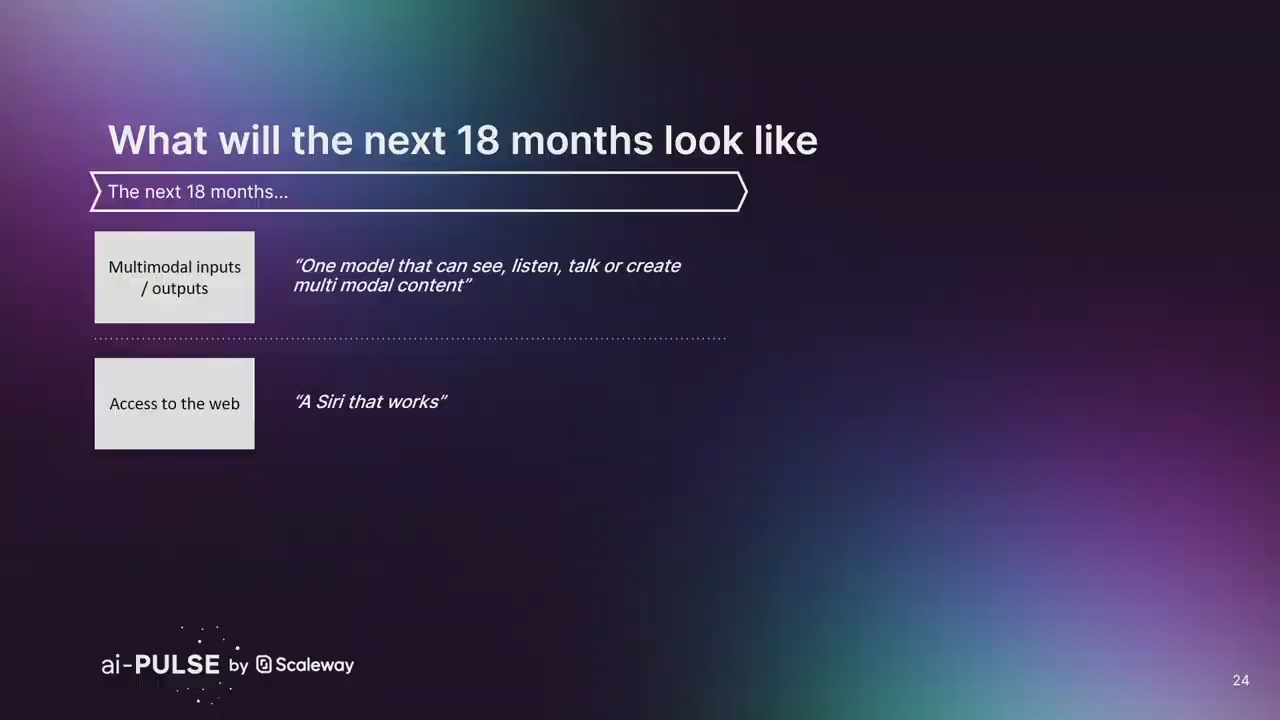 What will the next 18 months look like
The next 18 months...
Multimodal inputs
/ outputs
“One model that can see, listen, talk or create
multi modal content”
Access to the web
“A Siri that works”
ai-PULSE by Scaleway
24